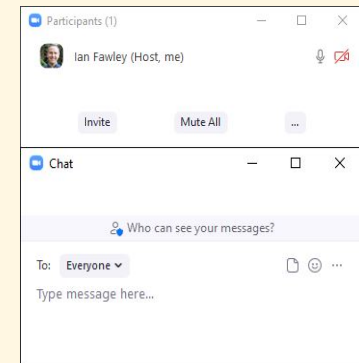 Participants (1)
Ian Fawley (Host, me)
Invite Mute All ...
Chat
Who can see your messages?
To: Everyone
Type message here...